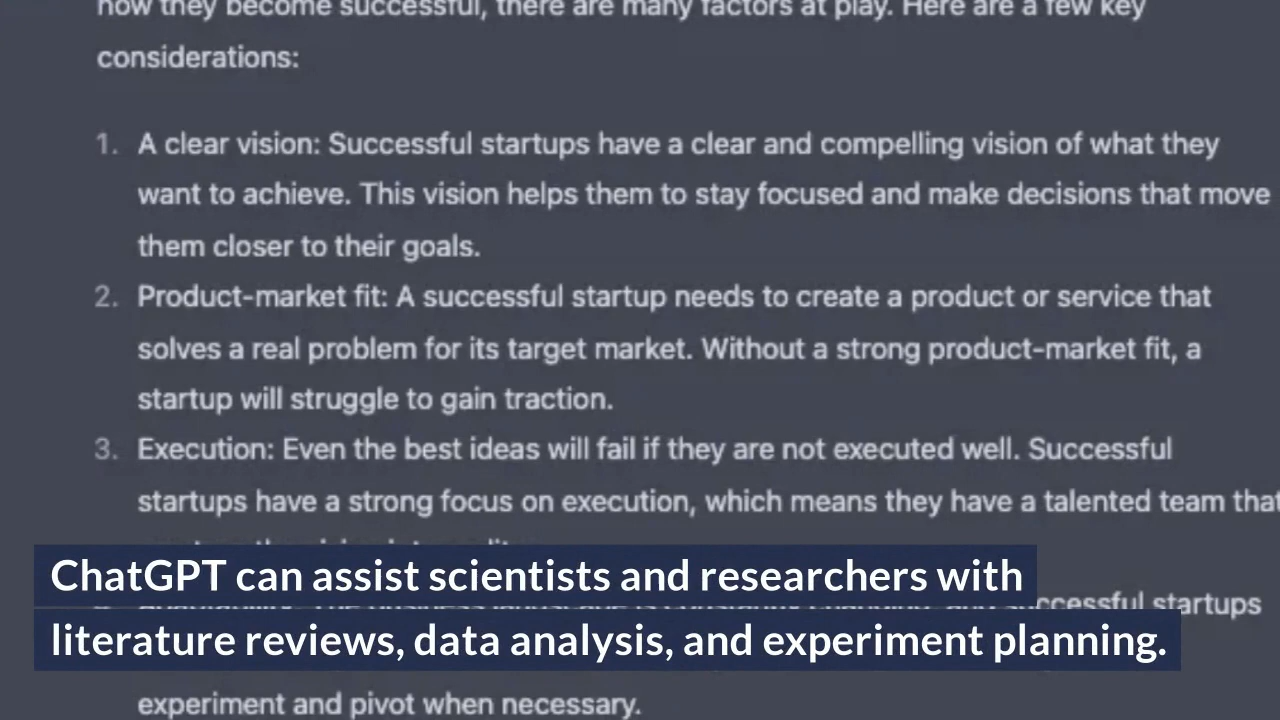 how they become successful, there are many factors at play. Here are a few key
considerations:
1. A clear vision: Successful startups have a clear and compelling vision of what they
want to achieve. This vision helps them to stay focused and make decisions that move
them closer to their goals.
2. Product-market fit: A successful startup needs to create a product or service that
solves a real problem for its target market. Without a strong product-market fit, a
startup will struggle to gain traction.
3. Execution: Even the best ideas will fail if they are not executed well. Successful
startups have a strong focus on execution, which means they have a talented team that
ChatGPT can assist scientists and researchers with
successful startups
literature reviews, data analysis, and experiment planning.
experiment and pivot when necessary.